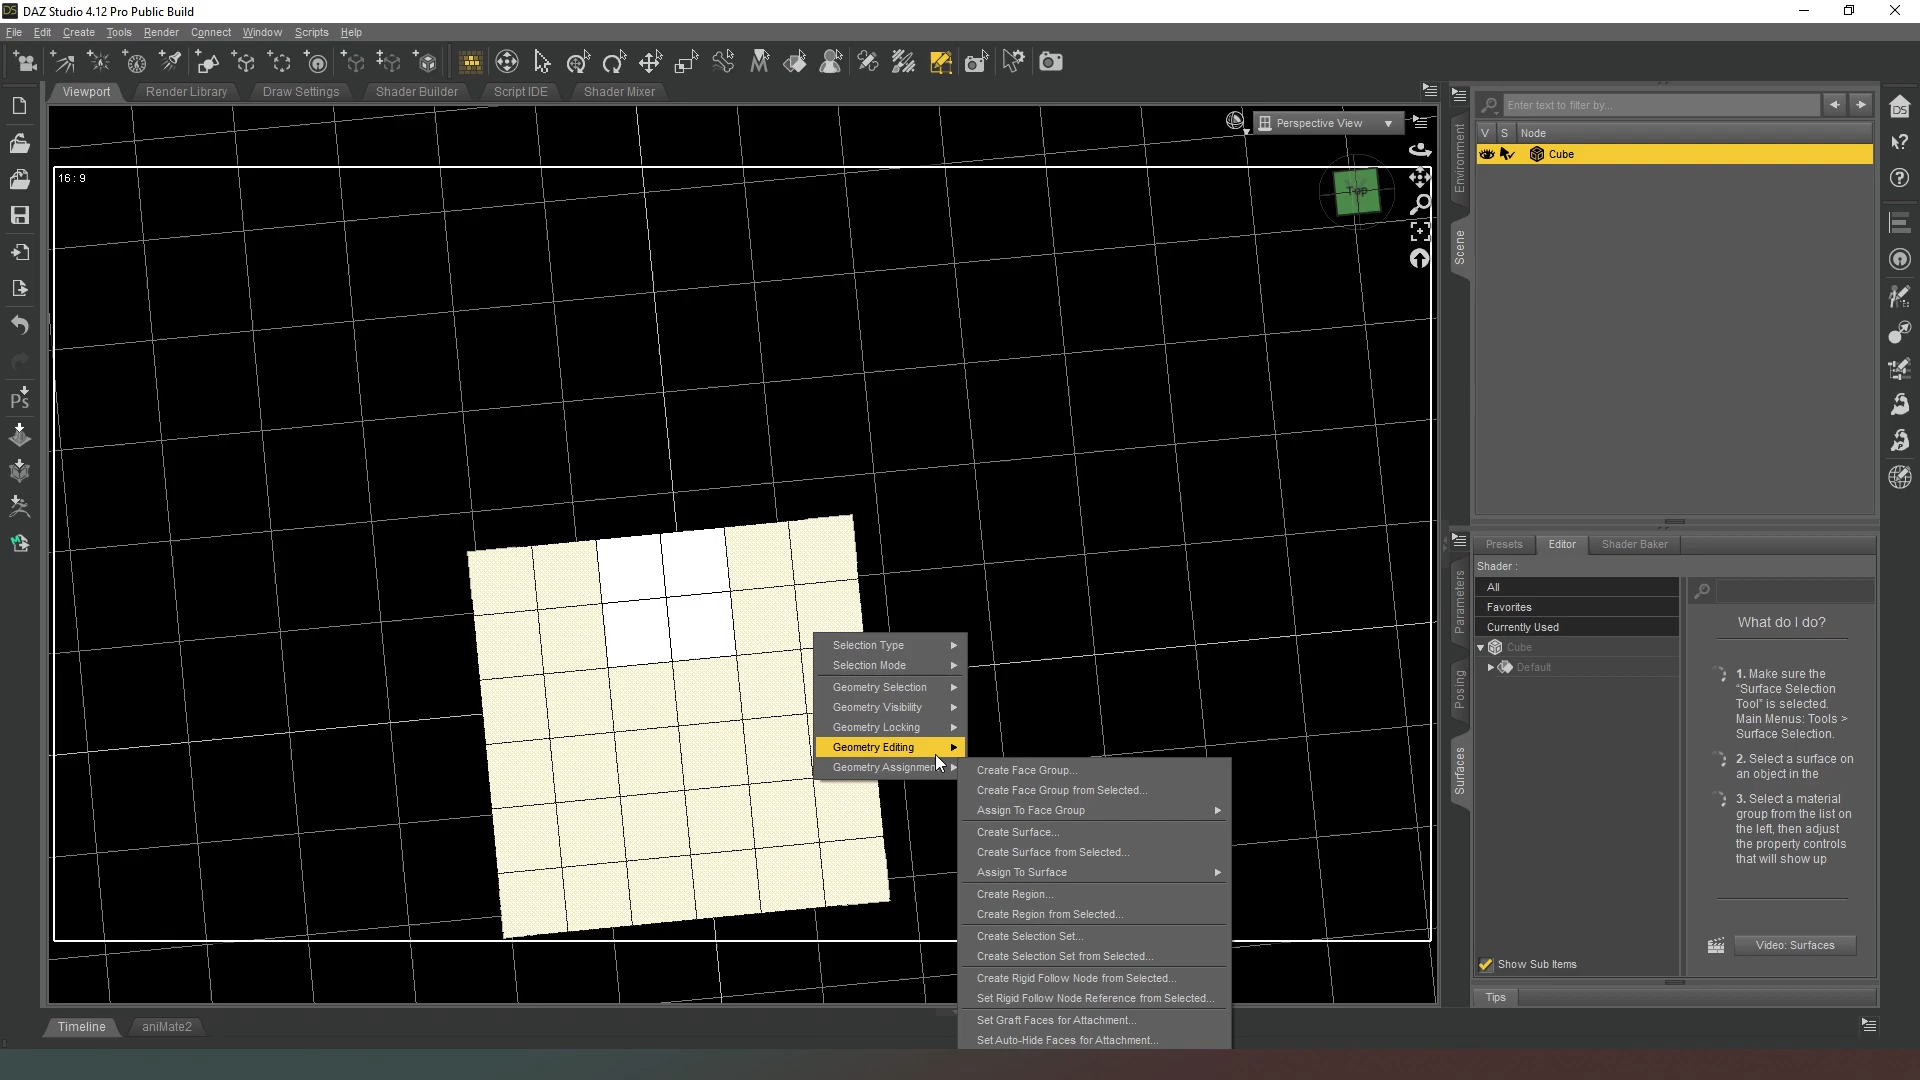 DAZ Studio 4.12 Pro Public Build
File Edit Create Tools Render Connect Window Scripts Help
Viewport Render Library Draw Settings Shader Builder Script IDE Shader Mixer
16 : 9
Perspective View
Top
Environment
Scene
Enter text to filter by...
V S Node
Cube
Selection Type
Selection Mode
Geometry Selection
Geometry Visibility
Geometry Locking
Geometry Editing
Geometry Assignmen
Create Face Group...
Create Face Group from Selected...
Assign To Face Group
Create Surface...
Create Surface from Selected...
Assign To Surface
Create Region...
Create Region from Selected...
Create Selection Set...
Create Selection Set from Selected...
Create Rigid Follow Node from Selected...
Set Rigid Follow Node Reference from Selected...
Set Graft Faces for Attachment...
Set Auto-Hide Faces for Attachment...
Parameters
Posing
Surfaces
Presets Editor Shader Baker
Shader :
All
Favorites
Currently Used
Cube
Default
What do I do?
1. Make sure the
"Surface Selection
Tool" is selected.
Main Menus: Tools >
Surface Selection.
2. Select a surface on
an object in the
3. Select a material
group from the list on
the left, then adjust
the property controls
that will show up
Video: Surfaces
Show Sub Items
Tips
Timeline aniMate2
DS
Ps